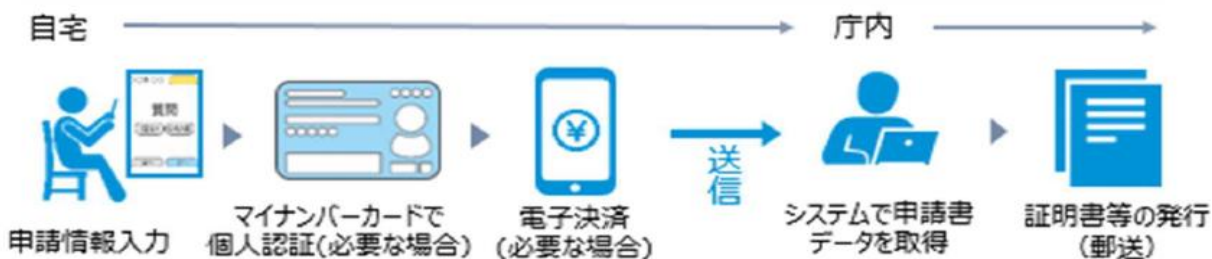 自宅
庁内
質問
¥
送信
申請情報入力
マイナンバーカードで
個人認証(必要な場合)
電子決済
(必要な場合)
システムで申請書
データを取得
証明書等の発行
(郵送)